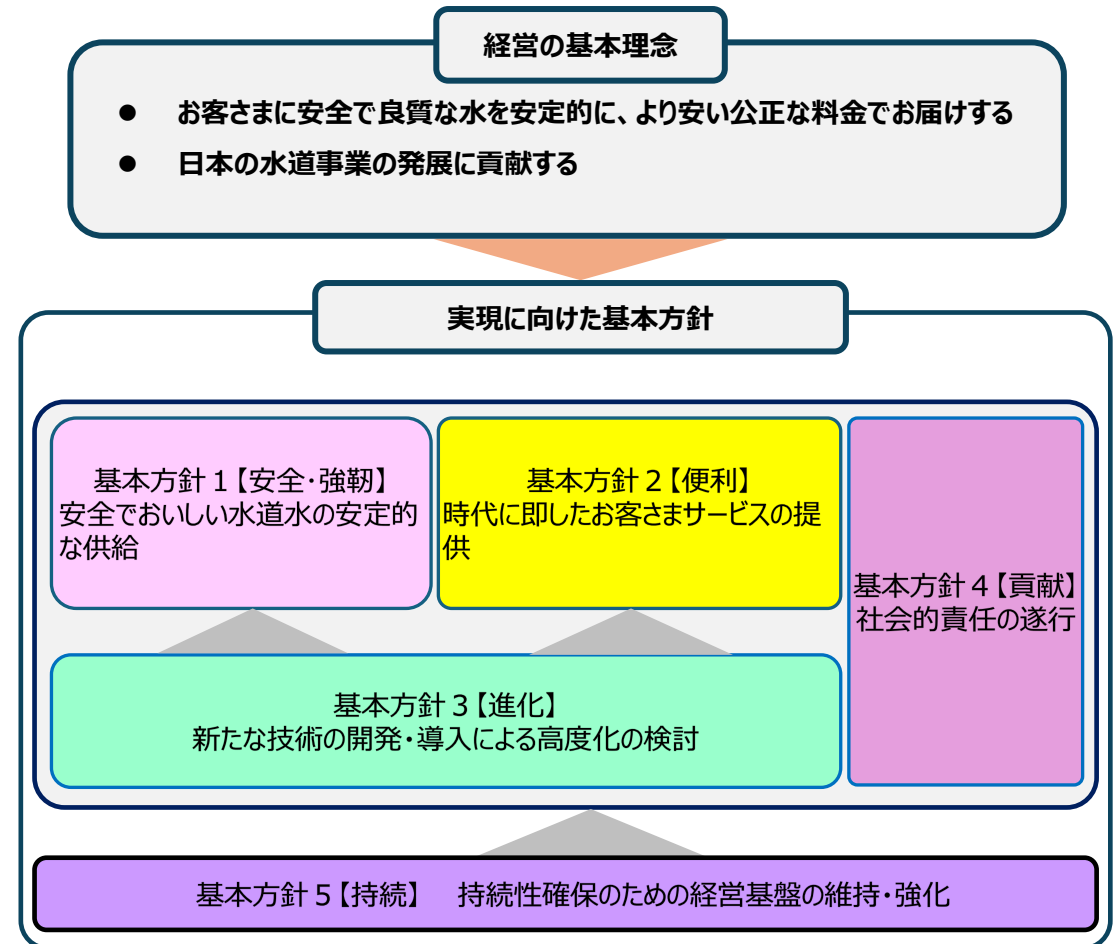 経営の基本理念
● お客さまに安全で良質な水を安定的に、より安い公正な料金でお届けする
● 日本の水道事業の発展に貢献する
実現に向けた基本方針
基本方針１【安全・強靭】
安全でおいしい水道水の安定的
な供給
基本方針２【便利】
時代に即したお客さまサービスの提
供
基本方針４【貢献】
社会的責任の遂行
基本方針３【進化】
新たな技術の開発・導入による高度化の検討
基本方針５【持続】　持続性確保のための経営基盤の維持・強化